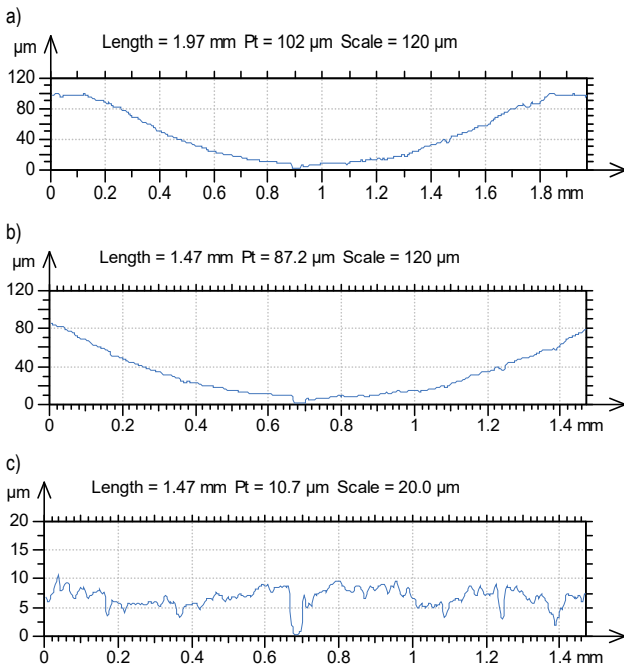 a)
Length = 1.97 mm Pt = 102 µm Scale = 120 µm
µm
120
80
40
0
0 0.2 0.4 0.6 0.8 1 1.2 1.4 1.6 1.8 mm
b)
Length = 1.47 mm Pt = 87.2 µm Scale = 120 µm
µm
120
80
40
0
0 0.2 0.4 0.6 0.8 1 1.2 1.4 mm
c)
Length = 1.47 mm Pt = 10.7 µm Scale = 20.0 µm
µm
20
15
10
5
0
0 0.2 0.4 0.6 0.8 1 1.2 1.4 mm